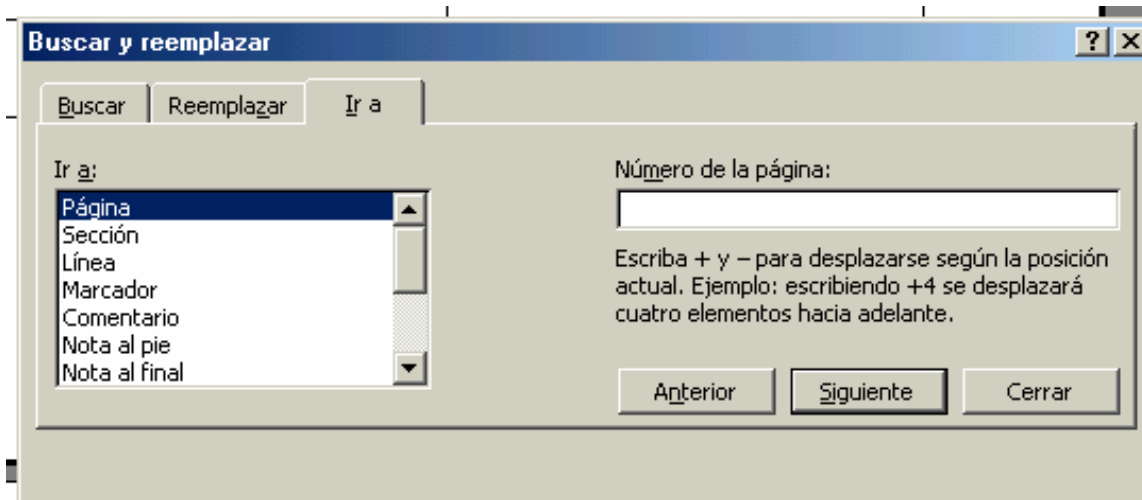 Buscar y reemplazar
Buscar
Reemplazar
Ir a
Ir a:
Página
Sección
Línea
Marcador
Comentario
Nota al pie
Nota al final
Número de la página:
Escriba + y – para desplazarse según la posición
actual. Ejemplo: escribiendo +4 se desplazará
cuatro elementos hacia adelante.
Anterior
Siguiente
Cerrar